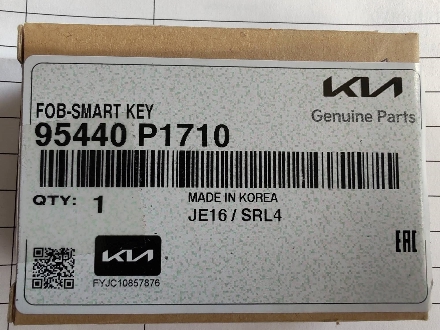 KIA
Genuine Parts
FOB-SMART KEY
95440 P1710
QTY: 1
MADE IN KOREA
JE16 / SRL4
EAC
KIA
FYJC10857876